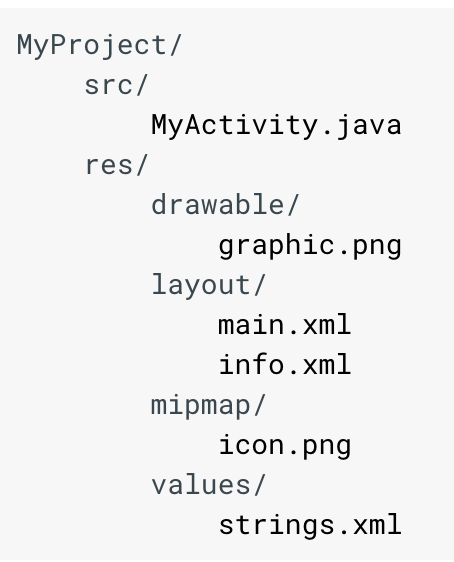 MyProject/
    src/
        MyActivity.java
    res/
        drawable/
            graphic.png
        layout/
            main.xml
            info.xml
        mipmap/
            icon.png
        values/
            strings.xml